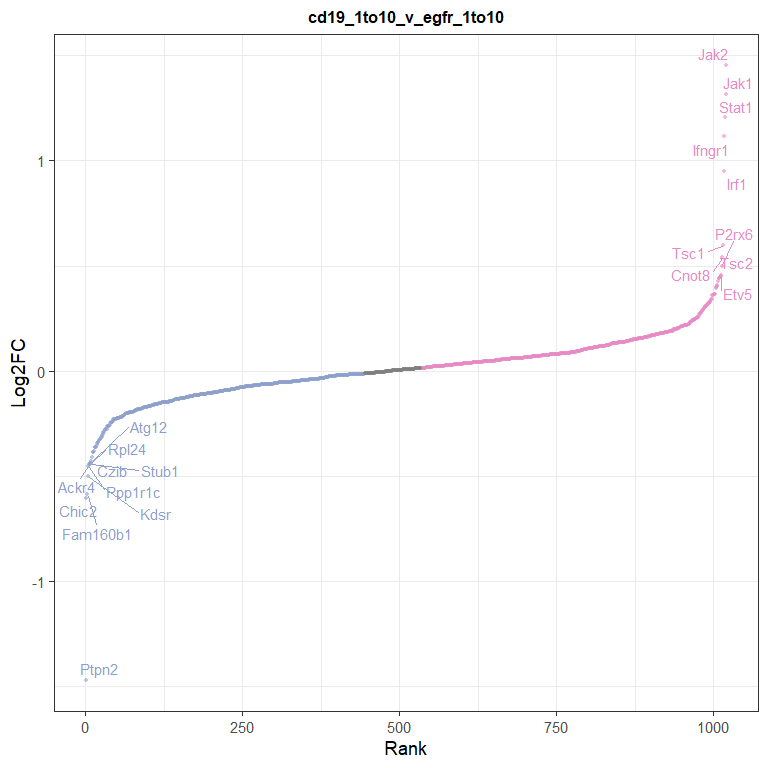 cd19_1to10_v_egfr_1to10
Jak2
Jak1
Stat1
Ifngr1
Irf1
P2rx6
Tsc1
Tsc2
Cnot8
Etv5
Atg12
Rpl24
Czib
Stub1
Ackr4
Ppp1r1c
Chic2
Kdsr
Fam160b1
Ptpn2
1
0
-1
Log2FC
0
250
500
750
1000
Rank